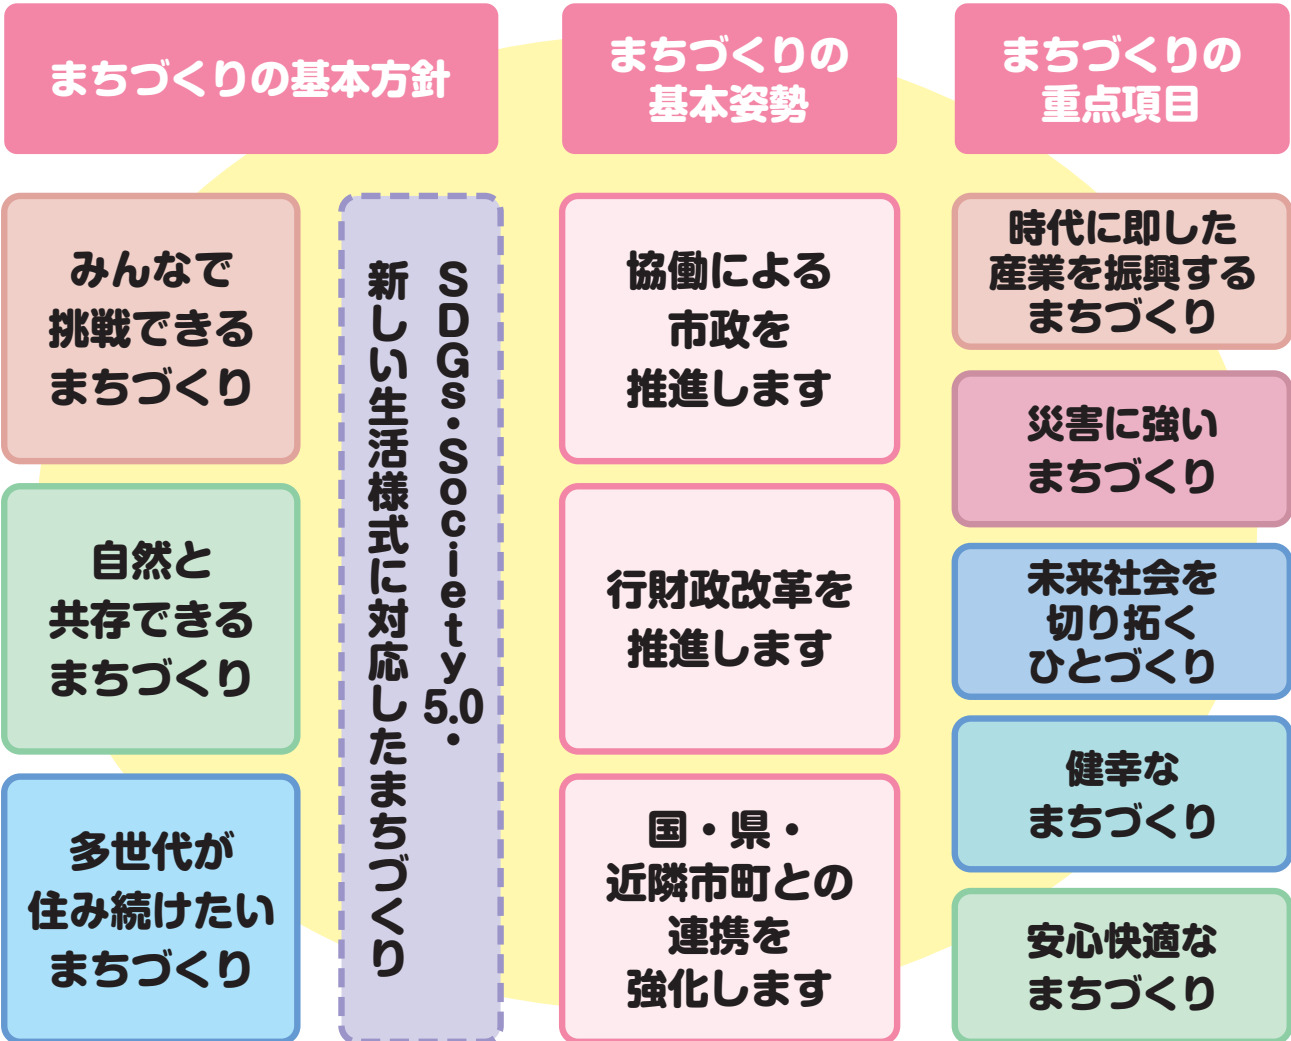 まちづくりの基本方針
みんなで
挑戦できる
まちづくり
自然と
共存できる
まちづくり
多世代が
住み続けたい
まちづくり
SDGs・Society5.0・
新しい生活様式に対応したまちづくり
まちづくりの
基本姿勢
協働による
市政を
推進します
行財政改革を
推進します
国・県・
近隣市町との
連携を
強化します
まちづくりの
重点項目
時代に即した
産業を振興する
まちづくり
災害に強い
まちづくり
未来社会を
切り拓く
ひとづくり
健幸な
まちづくり
安心快適な
まちづくり